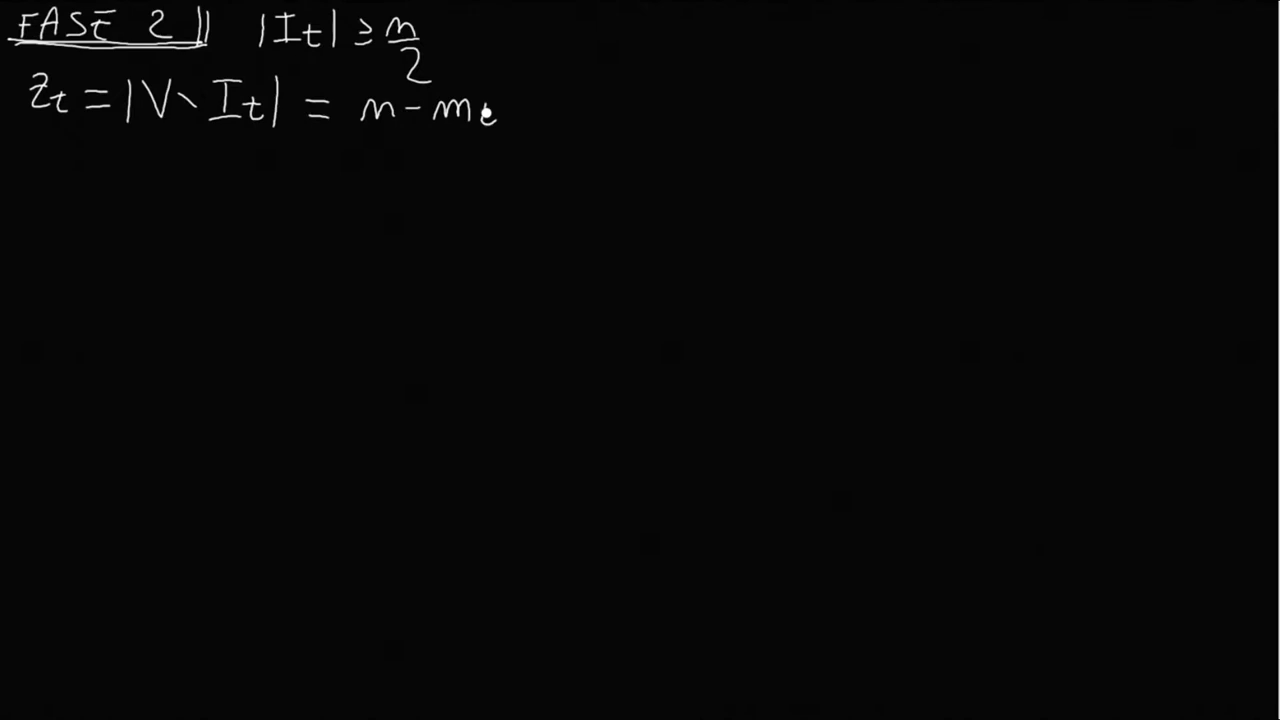 FASE 2 |It| ≥ n/2
Zt = |V \ It| = n - mt